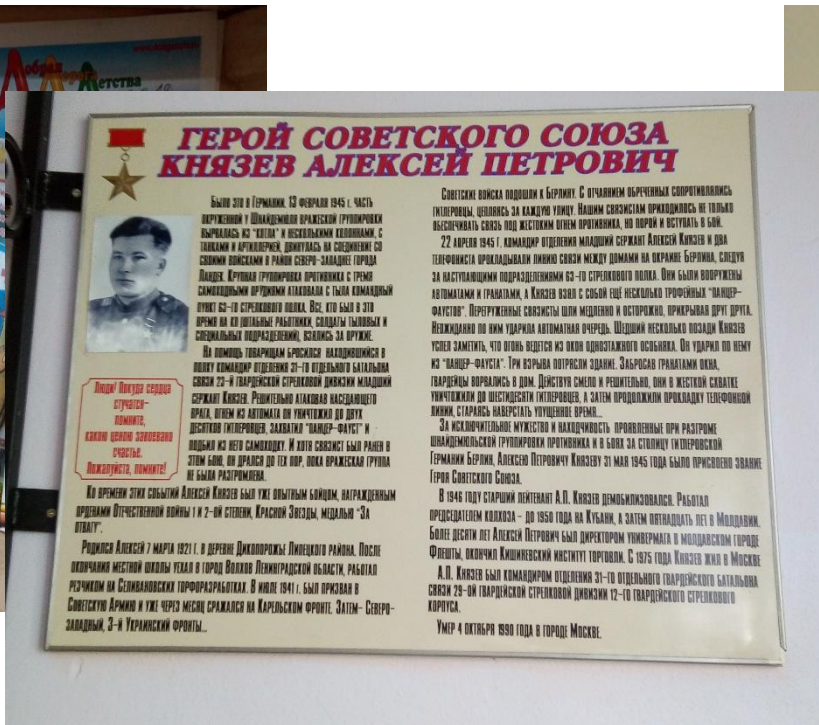 www.
Добрая
Дорога
Детства
ГЕРОЙ СОВЕТСКОГО СОЮЗА
КНЯЗЕВ АЛЕКСЕЙ ПЕТРОВИЧ
Было это в Германии. 13 февраля 1945 г. часть
окруженной у Шнайдемюля вражеской группировки
вырвалась из "котла" и несколькими колоннами, с
танками и артиллерией, двинулась на соединение со
своими войсками в район северо-западнее города
Ландек. Крупная группировка противника с тремя
самоходными орудиями атаковала с тыла командный
пункт 63-го стрелкового полка. Все, кто был в это
время на КП (штабные работники, солдаты тыловых и
специальных подразделений), взялись за оружие.
На помощь товарищам бросился находившийся в
полку командир отделения 31-го отдельного батальона
связи 23-й гвардейской стрелковой дивизии младший
сержант Князев. Решительно атаковав наседающего
врага, огнем из автомата он уничтожил до двух
десятков гитлеровцев, захватил "панцер-фауст" и
подбил из него самоходку. И хотя связист был ранен в
этом бою, он дрался до тех пор, пока вражеская группа
не была разгромлена.
Люди! Покуда сердца
стучатся-
помните,
какою ценою завоевано
счастье.
Пожалуйста, помните!
Ко времени этих событий Алексей Князев был уже опытным бойцом, награжденным
орденами Отечественной войны 1 и 2-ой степени, Красной Звезды, медалью "За
отвагу".
Родился Алексей 7 марта 1921 г. в деревне Дикопорожье Липецкого района. После
окончания местной школы уехал в город Волхов Ленинградской области, работал
резчиком на Селивановских торфоразработках. В июле 1941 г. был призван в
Советскую Армию и уже через месяц сражался на Карельском фронте. Затем- Северо-
западный, 3-й Украинский фронты...
Советские войска подошли к Берлину. С отчаянием обреченных сопротивлялись
гитлеровцы, цепляясь за каждую улицу. Нашим связистам приходилось не только
обеспечивать связь под жестоким огнем противника, но порой и вступать в бой.
22 апреля 1945 г. командир отделения младший сержант Алексей Князев и два
телефониста прокладывали линию связи между домами на окраине Берлина, следуя
за наступающими подразделениями 63-го стрелкового полка. Они были вооружены
автоматами и гранатами, а Князев взял с собой ещё несколько трофейных "панцер-
фаустов". Перегруженные связисты шли медленно и осторожно, прикрывая друг друга.
Неожиданно по ним ударила автоматная очередь. Шедший несколько позади Князев
успел заметить, что огонь ведется из окон одноэтажного особняка. Он ударил по нему
из "панцер-фауста". Три взрыва потрясли здание. Забросав гранатами окна,
гвардейцы ворвались в дом. Действуя смело и решительно, они в жесткой схватке
уничтожили до шестидесяти гитлеровцев, а затем продолжили прокладку телефонной
линии, стараясь наверстать упущенное время...
За исключительные мужество и находчивость проявленные при разгроме
шнайдемюльской группировки противника и в боях за столицу гитлеровской
Германии Берлин, Алексею Петровичу Князеву 31 мая 1945 года было присвоено звание
Героя Советского Союза.
В 1946 году старший лейтенант А.П. Князев демобилизовался. Работал
председателем колхоза - до 1950 года на Кубани, а затем пятнадцать лет в Молдавии.
Более десяти лет Алексей Петрович был директором универмага в молдавском городе
Флешты, окончил Кишиневский институт торговли. С 1975 года Князев жил в Москве
А.П. Князев был командиром отделения 31-го отдельного гвардейского батальона
связи 29-ой гвардейской стрелковой дивизии 12-го гвардейского стрелкового
корпуса.
Умер 4 октября 1990 года в городе Москве.